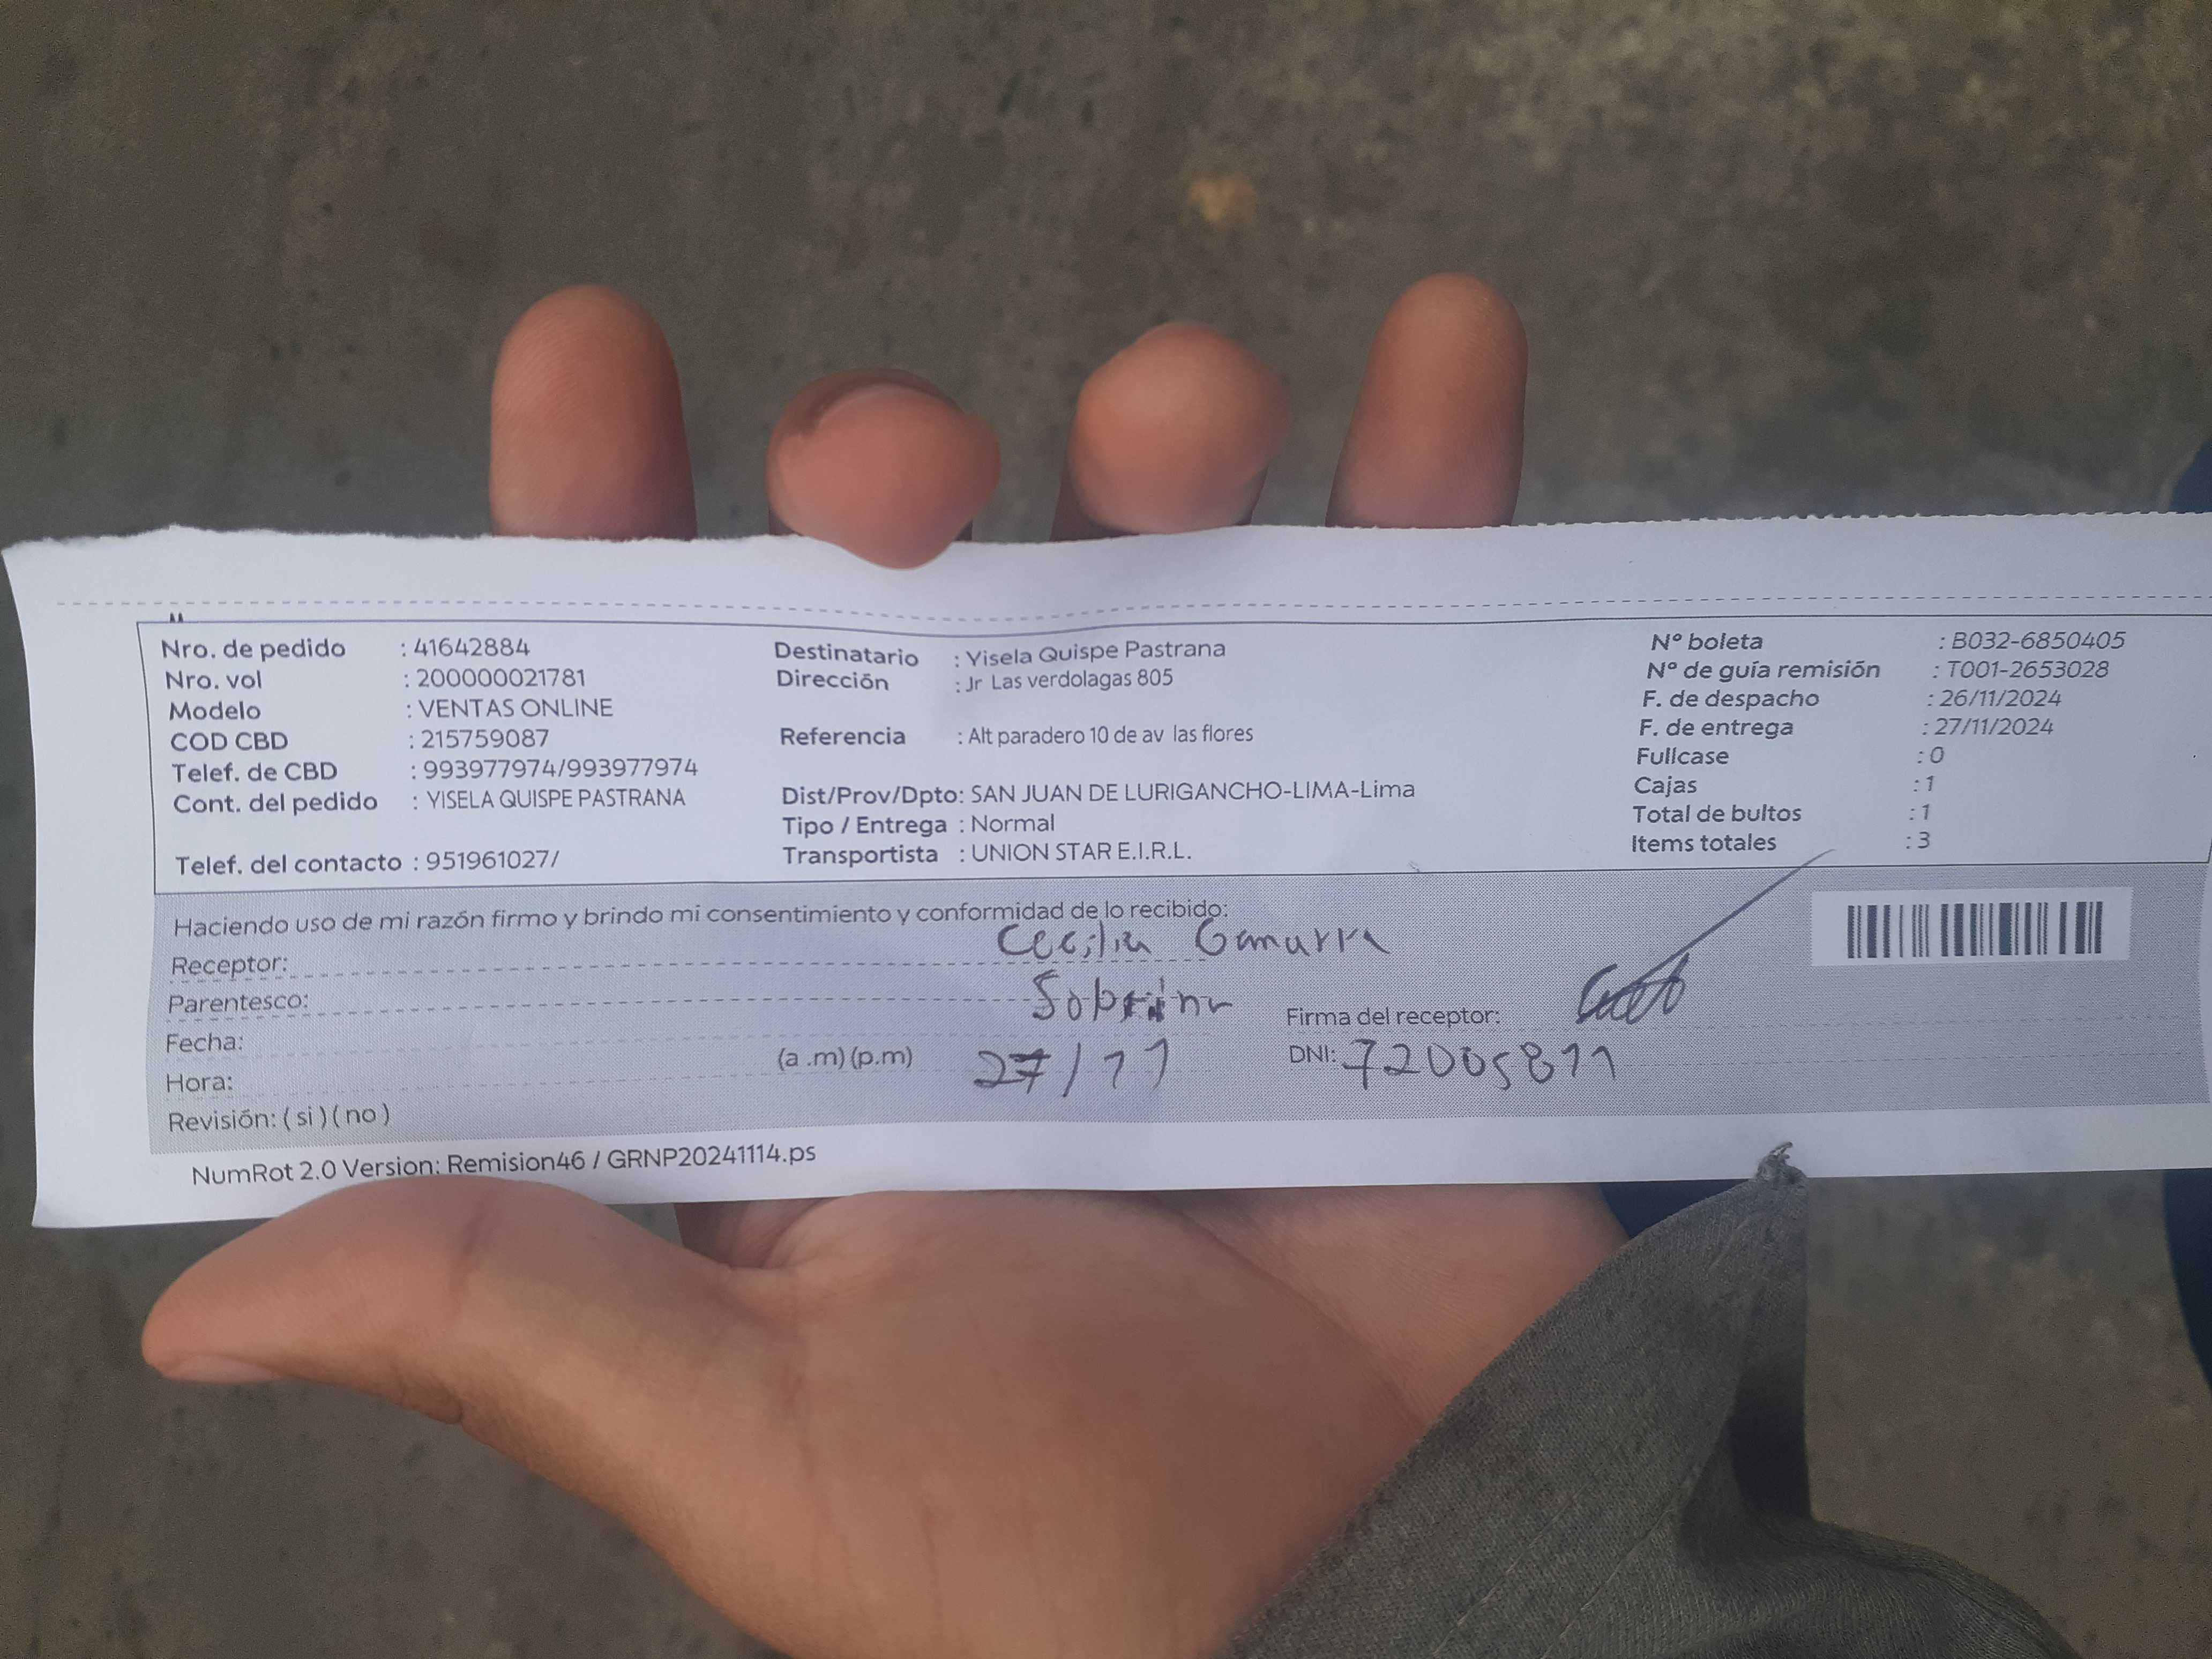 Nro. de pedido : 41642884
Nro. vol : 200000021781
Modelo : VENTAS ONLINE
COD CBD : 215759087
Telef. de CBD : 993977974/993977974
Cont. del pedido : YISELA QUISPE PASTRANA
Telef. del contacto : 951961027/
Destinatario : Yisela Quispe Pastrana
Dirección : Jr Las verdolagas 805
Referencia : Alt paradero 10 de av las flores
Dist/Prov/Dpto: SAN JUAN DE LURIGANCHO-LIMA-Lima
Tipo / Entrega : Normal
Transportista : UNION STAR E.I.R.L.
Nº boleta : B032-6850405
Nº de guía remisión : T001-2653028
F. de despacho : 26/11/2024
F. de entrega : 27/11/2024
Fullcase : 0
Cajas : 1
Total de bultos : 1
Items totales : 3
Haciendo uso de mi razón firmo y brindo mi consentimiento y conformidad de lo recibido:
Receptor: Cecilia Gamarra
Parentesco: Sobrina
Firma del receptor:
Fecha: 27/11
Hora: (a .m) (p.m)
DNI: 72005811
Revisión: ( si ) ( no )
NumRot 2.0 Version: Remision46 / GRNP20241114.ps